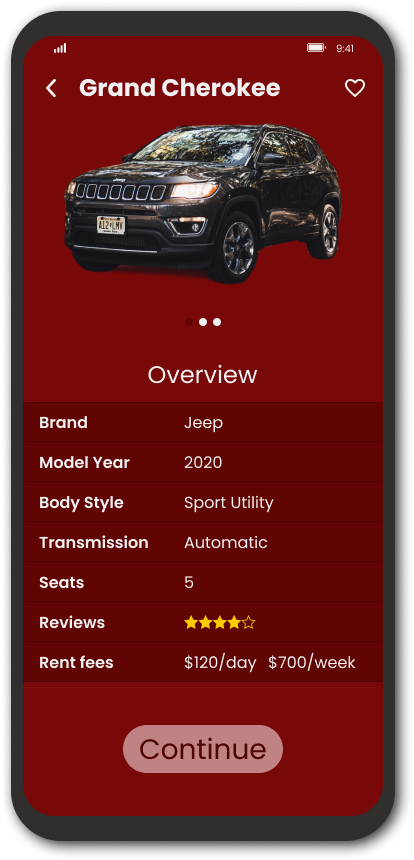 9:41
Grand Cherokee
Jeep
A12•LMV
Overview
Brand Jeep
Model Year 2020
Body Style Sport Utility
Transmission Automatic
Seats 5
Reviews
Rent fees $120/day $700/week
Continue